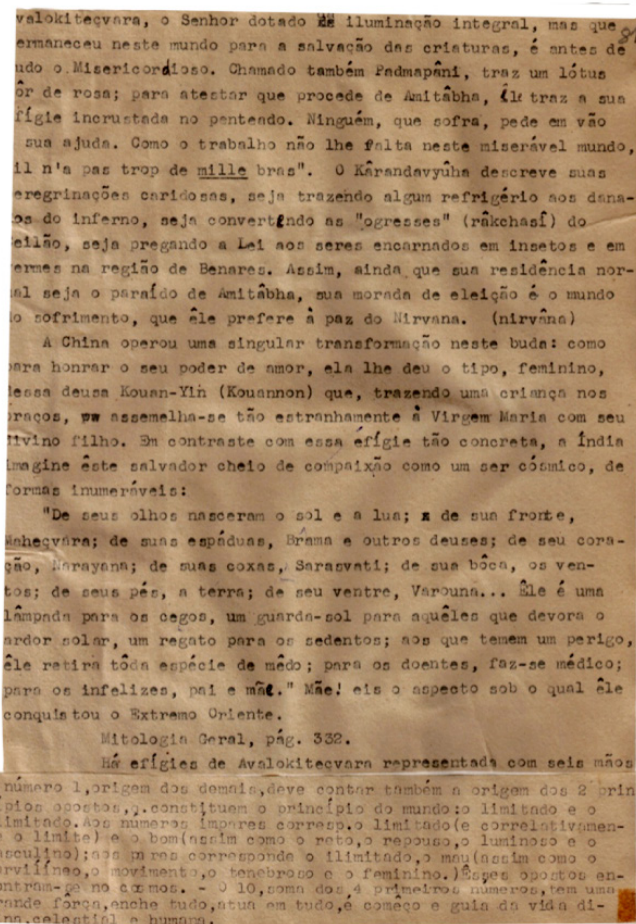 valokiteçvara, o Senhor dotado de iluminação integral, mas que
ermaneceu neste mundo para a salvação das criaturas, é antes de
udo o Misericordioso. Chamado também Padmapâni, traz um lótus
ôr de rosa; para atestar que procede de Amitâbha, êle traz a sua
fígie incrustada no penteado. Ninguém, que sofra, pede em vão
sua ajuda. Como o trabalho não lhe falta neste miserável mundo,
il n'a pas trop de mille bras". O Kârandavyûha descreve suas
eregrinações caridosas, seja trazendo algum refrigério aos dana-
os do inferno, seja convertendo as "ogresses" (râkchasî) do
eilão, seja pregando a Lei aos seres encarnados em insetos e em
ermes na região de Benares. Assim, ainda que sua residência nor-
al seja o paraído de Amitâbha, sua morada de eleição é o mundo
o sofrimento, que êle prefere à paz do Nirvana. (nirvâna)
A China operou uma singular transformação neste buda: como
para honrar o seu poder de amor, ela lhe deu o tipo, feminino,
dessa deusa Kouan-Yin (Kouannon) que, trazendo uma criança nos
braços, assemelha-se tão estranhamente à Virgem Maria com seu
divino filho. Em contraste com essa efígie tão concreta, a Índia
imagine êste salvador cheio de compaixão como um ser cósmico, de
formas inumeráveis:
"De seus olhos nasceram o sol e a lua; de sua fronte,
Maheçvara; de suas espáduas, Brama e outros deuses; de seu cora-
ção, Narayana; de suas coxas, Sarasvati; de sua bôca, os ven-
tos; de seus pés, a terra; de seu ventre, Varouna... Êle é uma
lâmpada para os cegos, um guarda-sol para aquêles que devora o
ardor solar, um regato para os sedentos; aos que temem um perigo,
êle retira tôda espécie de mêdo; para os doentes, faz-se médico;
para os infelizes, pai e mãe." Mãe! eis o aspecto sob o qual êle
conquistou o Extremo Oriente.
Mitologia Geral, pág. 332.
Há efígies de Avalokiteçvara representada com seis mãos
número 1,origem dos demais,deve contar também a origem dos 2 prin
ípios opostos,q.constituem o princípio do mundo:o limitado e o
limitado.Aos números ímpares corresp.o limitado(e correlativamen-
e o limite) e o bom(assim como o reto,o repouso,o luminoso e o
asculino);aos pares corresponde o ilimitado,o mau(assim como o
urvilíneo,o movimento,o tenebroso e o feminino.)Êsses opostos en-
ontram-se no cosmos. - O 10,soma dos 4 primeiros números,tem uma
rande força,enche tudo,atua em tudo,é comêço e guia da vida di-
na,celestial e humana.